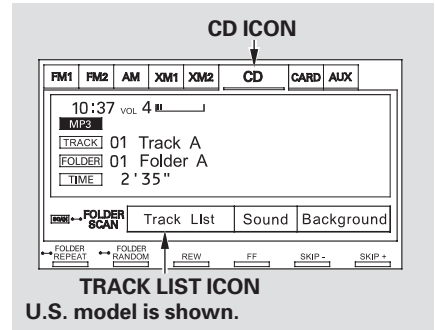 CD ICON
FM1 FM2 AM XM1 XM2 CD CARD AUX
10:37 VOL 4
MP3
TRACK 01 Track A
FOLDER 01 Folder A
TIME 2'35"
SCAN FOLDER SCAN Track List Sound Background
FOLDER REPEAT FOLDER RANDOM REW FF SKIP - SKIP +
TRACK LIST ICON
U.S. model is shown.